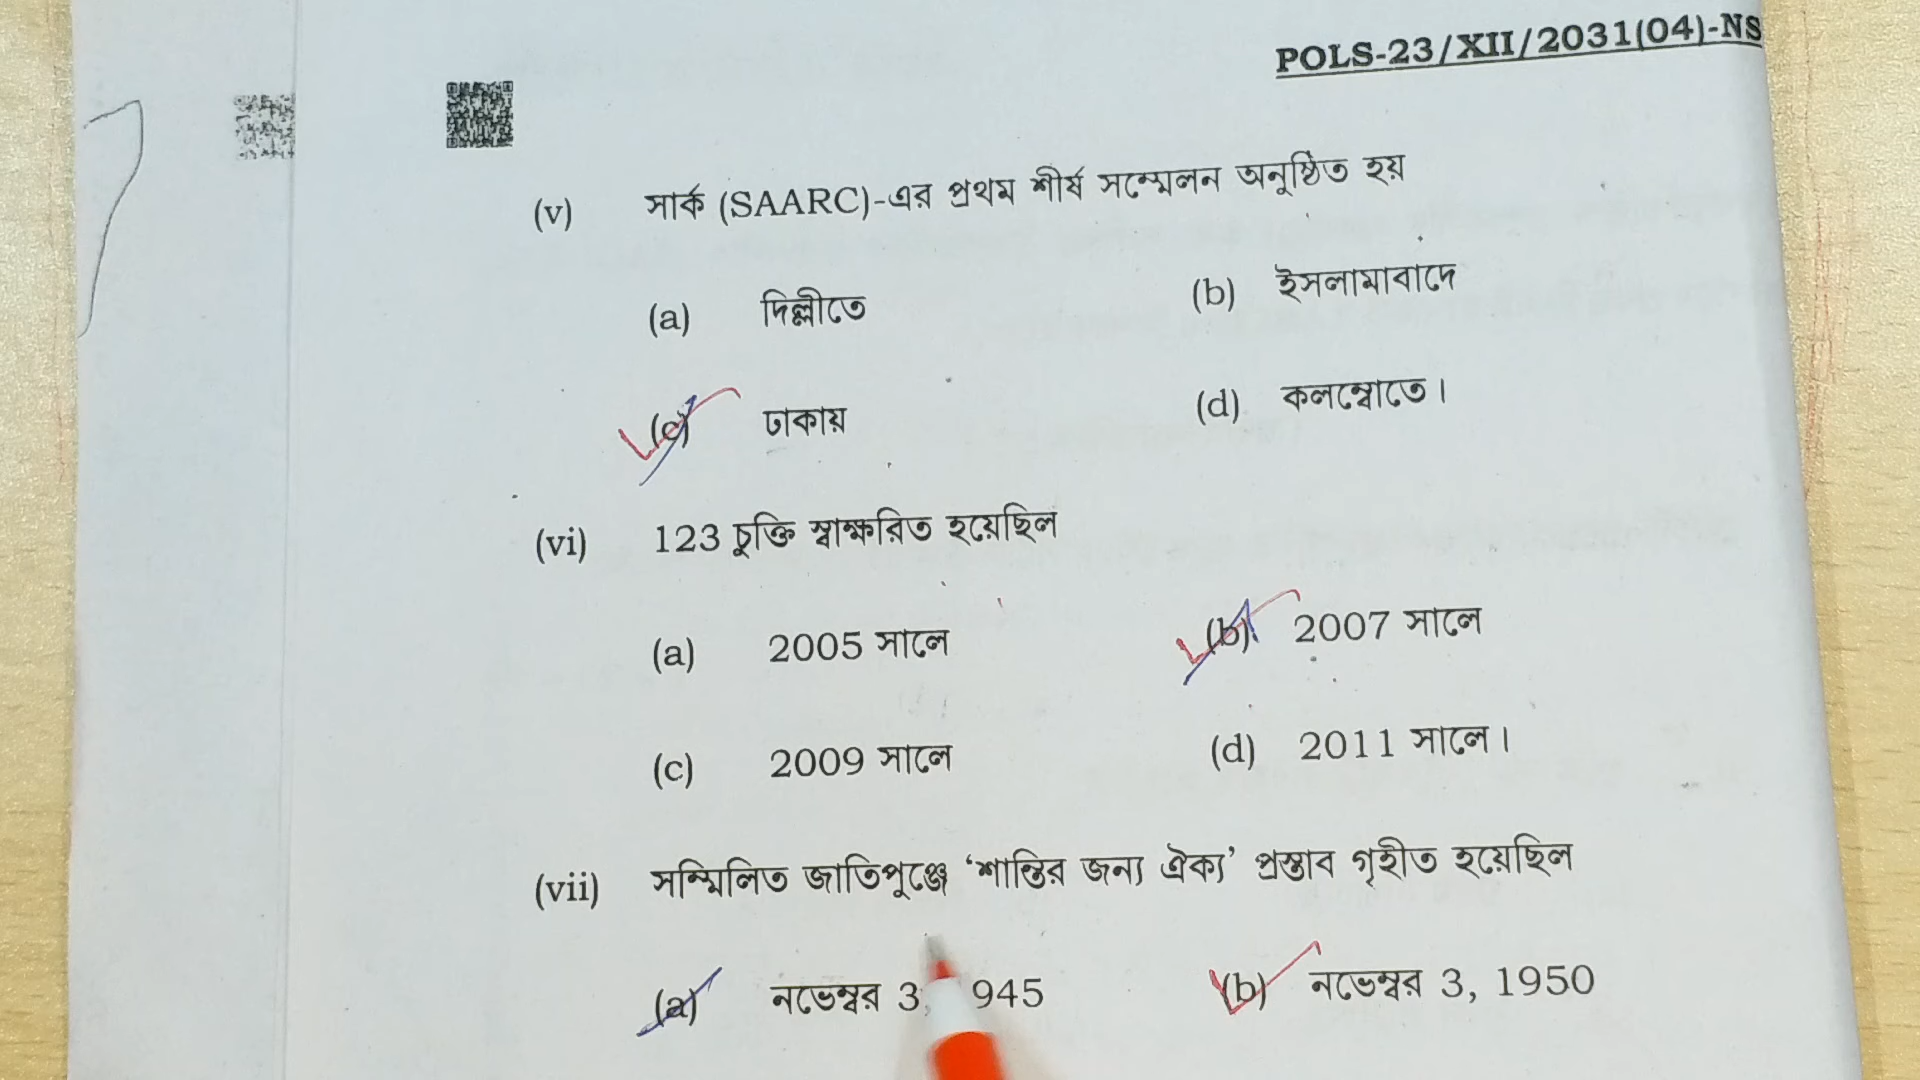 POLS-23/XII/2031(04)-NS
(v) সার্ক (SAARC)-এর প্রথম শীর্ষ সম্মেলন অনুষ্ঠিত হয়
(a) দিল্লীতে (b) ইসলামাবাদে
(c) ঢাকায় (d) কলম্বোতে।
(vi) 123 চুক্তি স্বাক্ষরিত হয়েছিল
(a) 2005 সালে (b) 2007 সালে
(c) 2009 সালে (d) 2011 সালে।
(vii) সম্মিলিত জাতিপুঞ্জে ‘শান্তির জন্য ঐক্য’ প্রস্তাব গৃহীত হয়েছিল
(a) নভেম্বর 3, 945 (b) নভেম্বর 3, 1950